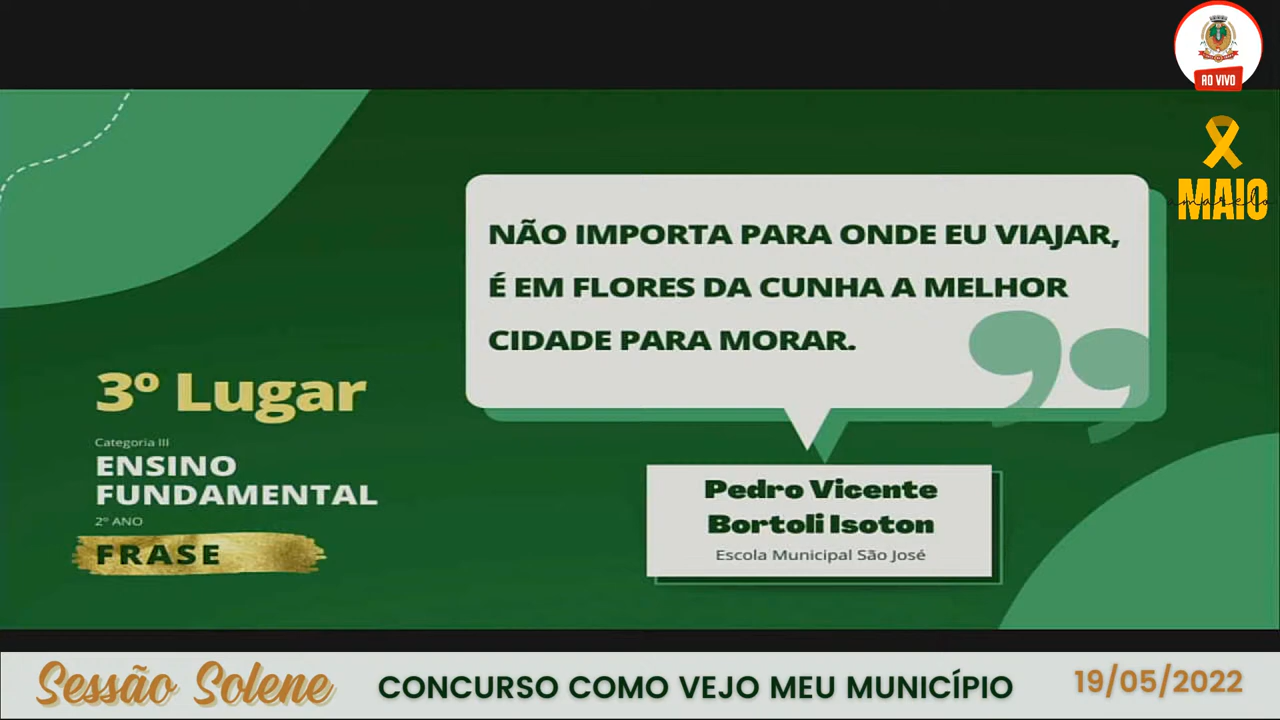 AO VIVO
MAIO
amarelo
NÃO IMPORTA PARA ONDE EU VIAJAR,
É EM FLORES DA CUNHA A MELHOR
CIDADE PARA MORAR.
3º Lugar
Categoria III
ENSINO
FUNDAMENTAL
2º ANO
FRASE
Pedro Vicente
Bortoli Isoton
Escola Municipal São José
Sessão Solene
CONCURSO COMO VEJO MEU MUNICÍPIO
19/05/2022